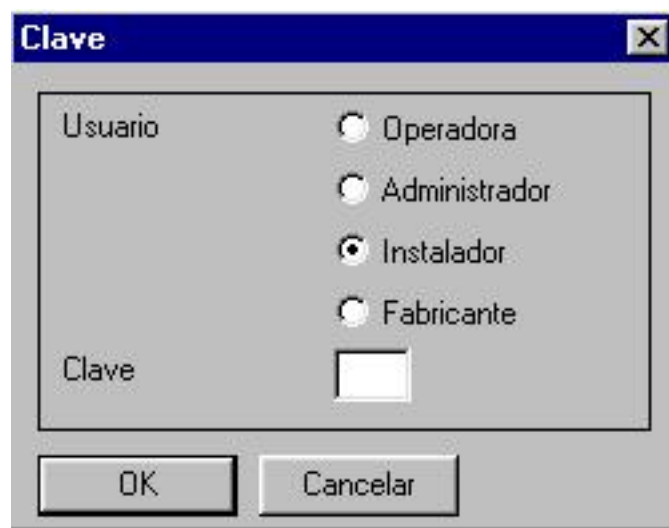 Clave
Usuario
Operadora
Administrador
Instalador
Fabricante
Clave
OK
Cancelar